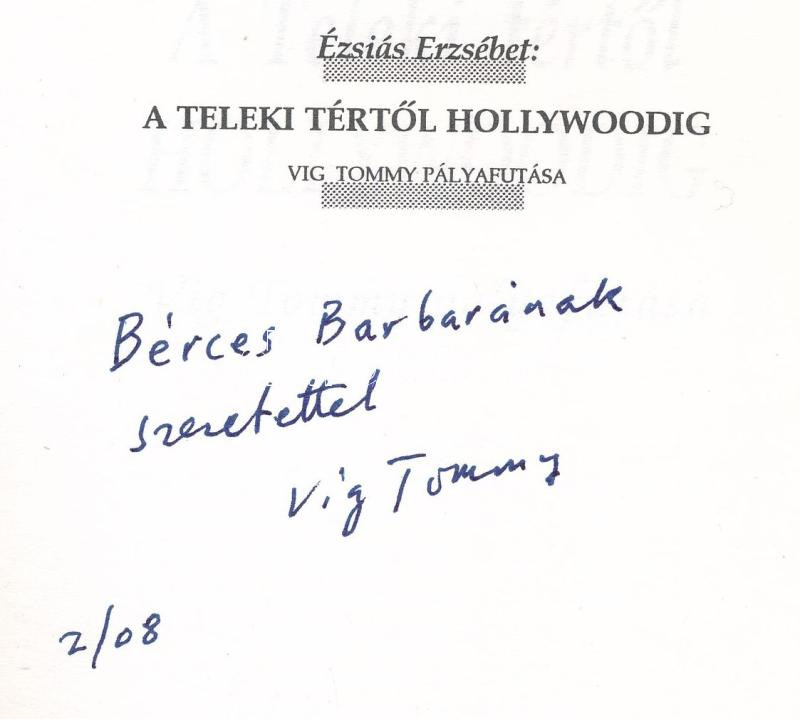 Ézsiás Erzsébet:
A TELEKI TÉRTŐL HOLLYWOODIG
VIG TOMMY PÁLYAFUTÁSA
Bérces Barbarának
szeretettel
Vig Tommy
2/08